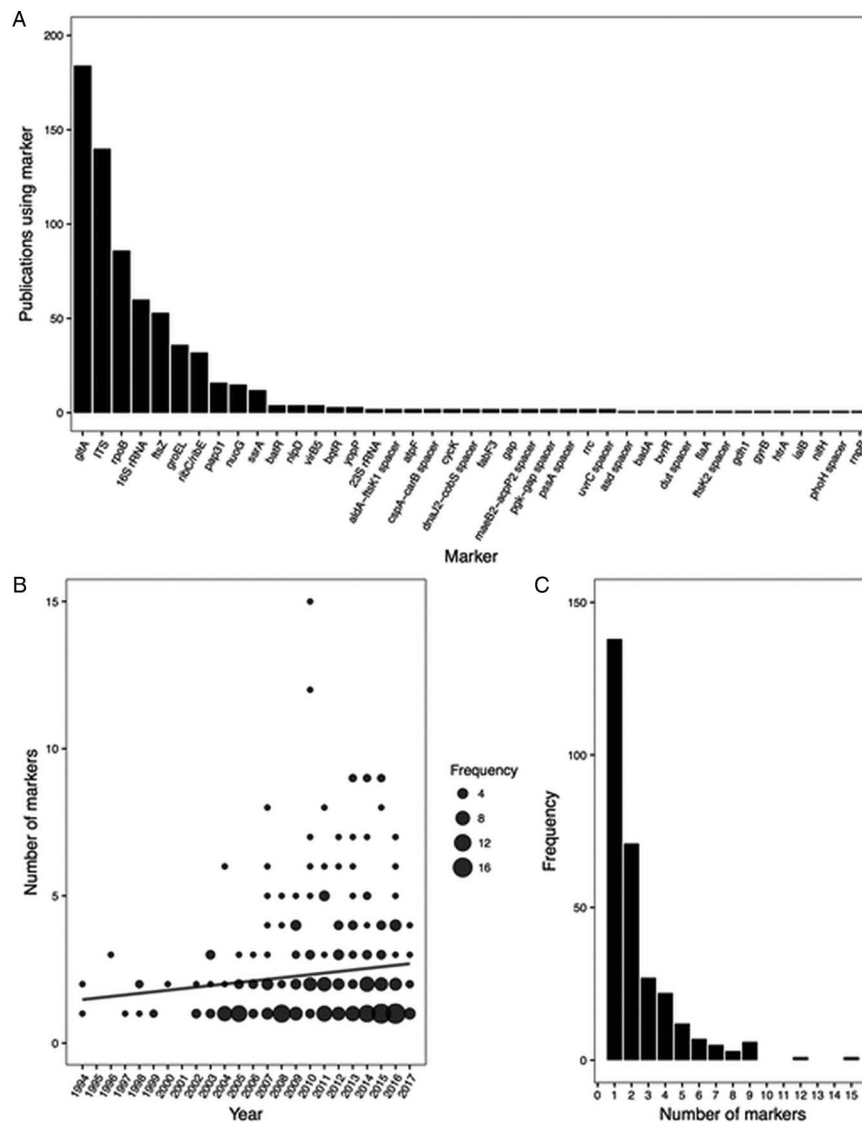 A
Publications using marker
200
150
100
50
0
gltA
ITS
rpoB
16S rRNA
ftsZ
groEL
ribC/ribE
pap31
nuoG
ssrA
batR
nlpD
virB5
bqtR
yopP
23S rRNA
aldA-ftsK1 spacer
atpF
cspA-carB spacer
cycK
dnaJ2-cobS spacer
fabF3
gap
maeB2-acpP2 spacer
pgk-gap spacer
pssA spacer
rrc
uvrC spacer
asd spacer
badA
bvrR
dut spacer
flaA
ftsK2 spacer
gdh1
gyrB
htrA
ialB
nifH
phoH spacer
rnpB
Marker
B
Number of markers
15
10
5
0
1994
1995
1996
1997
1998
1999
2000
2001
2002
2003
2004
2005
2006
2007
2008
2009
2010
2011
2012
2013
2014
2015
2016
2017
Year
Frequency
4
8
12
16
C
Frequency
150
100
50
0
0 1 2 3 4 5 6 7 8 9 10 11 12 13 14 15
Number of markers